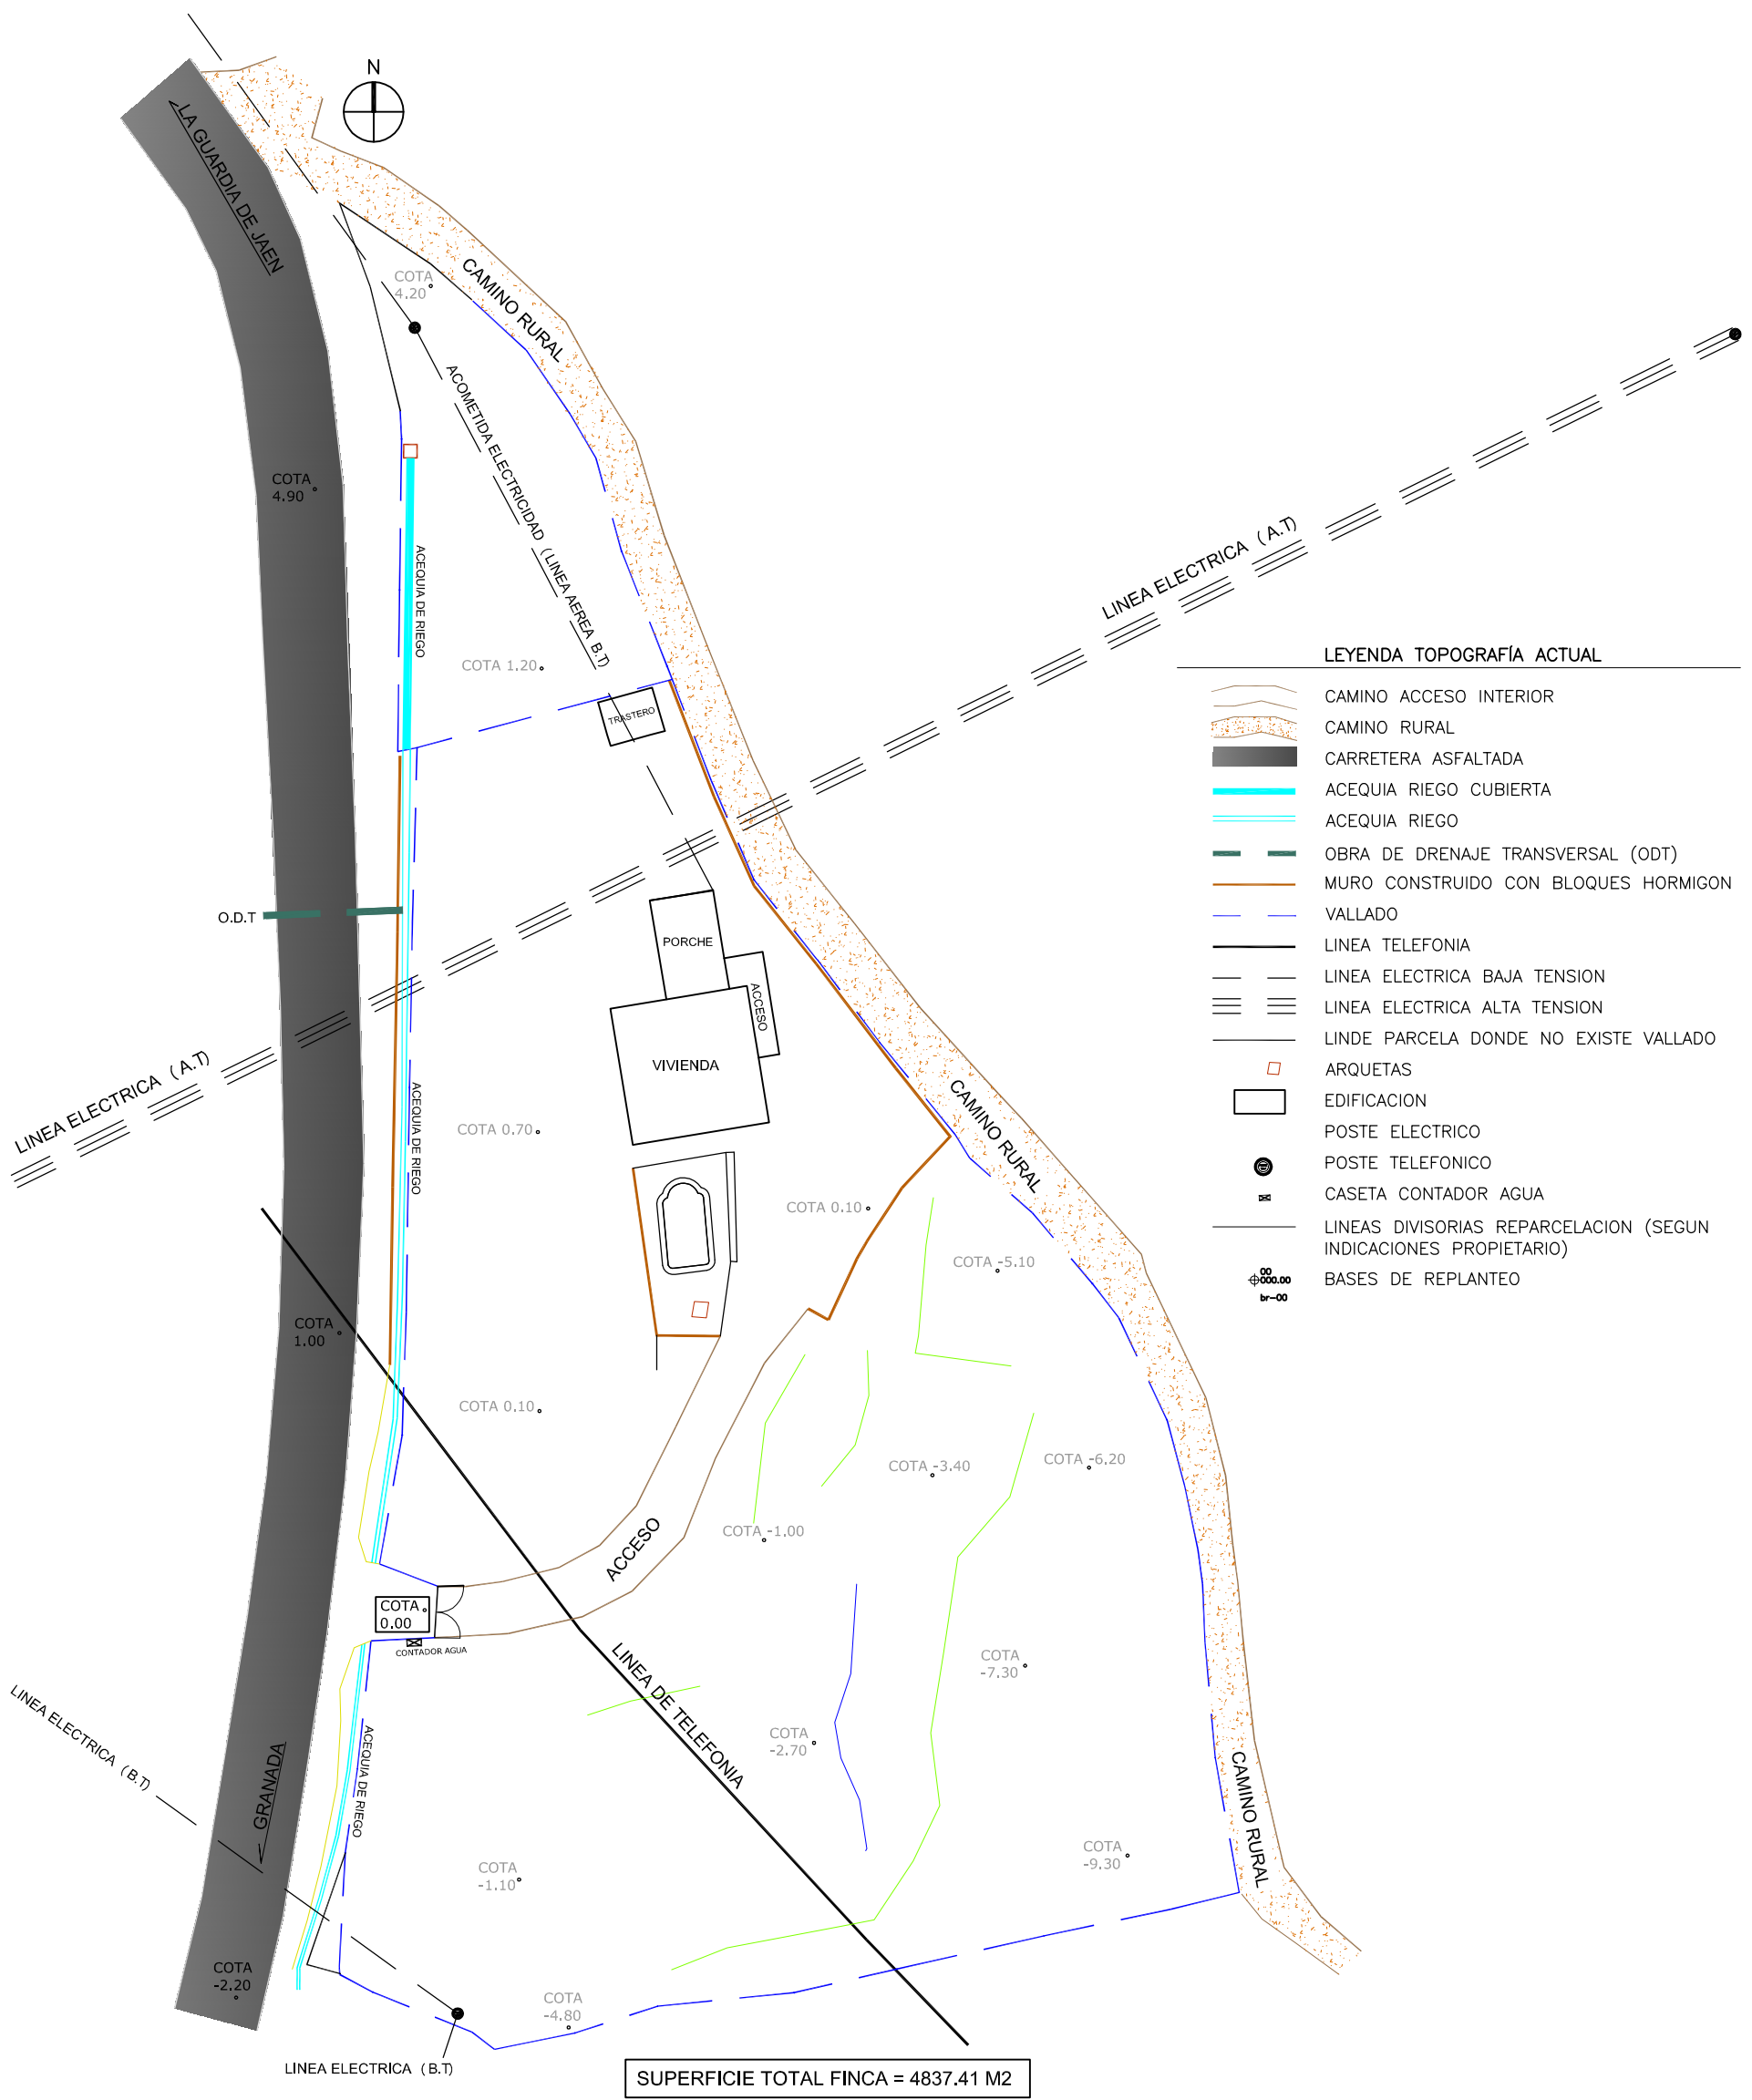 N
LA GUARDIA DE JAEN
COTA
4.20
CAMINO RURAL
ACOMETIDA ELECTRICIDAD (LINEA AEREA B.T)
COTA
4.90
ACEQUIA DE RIEGO
LINEA ELECTRICA (A.T)
COTA 1.20
TRASTERO
LEYENDA TOPOGRAFÍA ACTUAL
CAMINO ACCESO INTERIOR
CAMINO RURAL
CARRETERA ASFALTADA
ACEQUIA RIEGO CUBIERTA
ACEQUIA RIEGO
OBRA DE DRENAJE TRANSVERSAL (ODT)
MURO CONSTRUIDO CON BLOQUES HORMIGON
VALLADO
LINEA TELEFONIA
LINEA ELECTRICA BAJA TENSION
LINEA ELECTRICA ALTA TENSION
LINDE PARCELA DONDE NO EXISTE VALLADO
ARQUETAS
EDIFICACION
POSTE ELECTRICO
POSTE TELEFONICO
CASETA CONTADOR AGUA
LINEAS DIVISORIAS REPARCELACION (SEGUN
INDICACIONES PROPIETARIO)
00
000.00
br-00
BASES DE REPLANTEO
O.D.T
PORCHE
ACCESO
VIVIENDA
LINEA ELECTRICA (A.T)
ACEQUIA DE RIEGO
COTA 0.70
CAMINO RURAL
COTA 0.10
COTA -5.10
COTA
1.00
COTA 0.10
COTA -3.40
COTA -6,20
COTA -1.00
ACCESO
COTA
0.00
CONTADOR AGUA
LINEA DE TELEFONIA
COTA
-7.30
COTA
-2.70
LINEA ELECTRICA (B.T)
GRANADA
ACEQUIA DE RIEGO
CAMINO RURAL
COTA
-9.30
COTA
-1.10
COTA
-2.20
COTA
-4.80
LINEA ELECTRICA (B.T)
SUPERFICIE TOTAL FINCA = 4837.41 M2